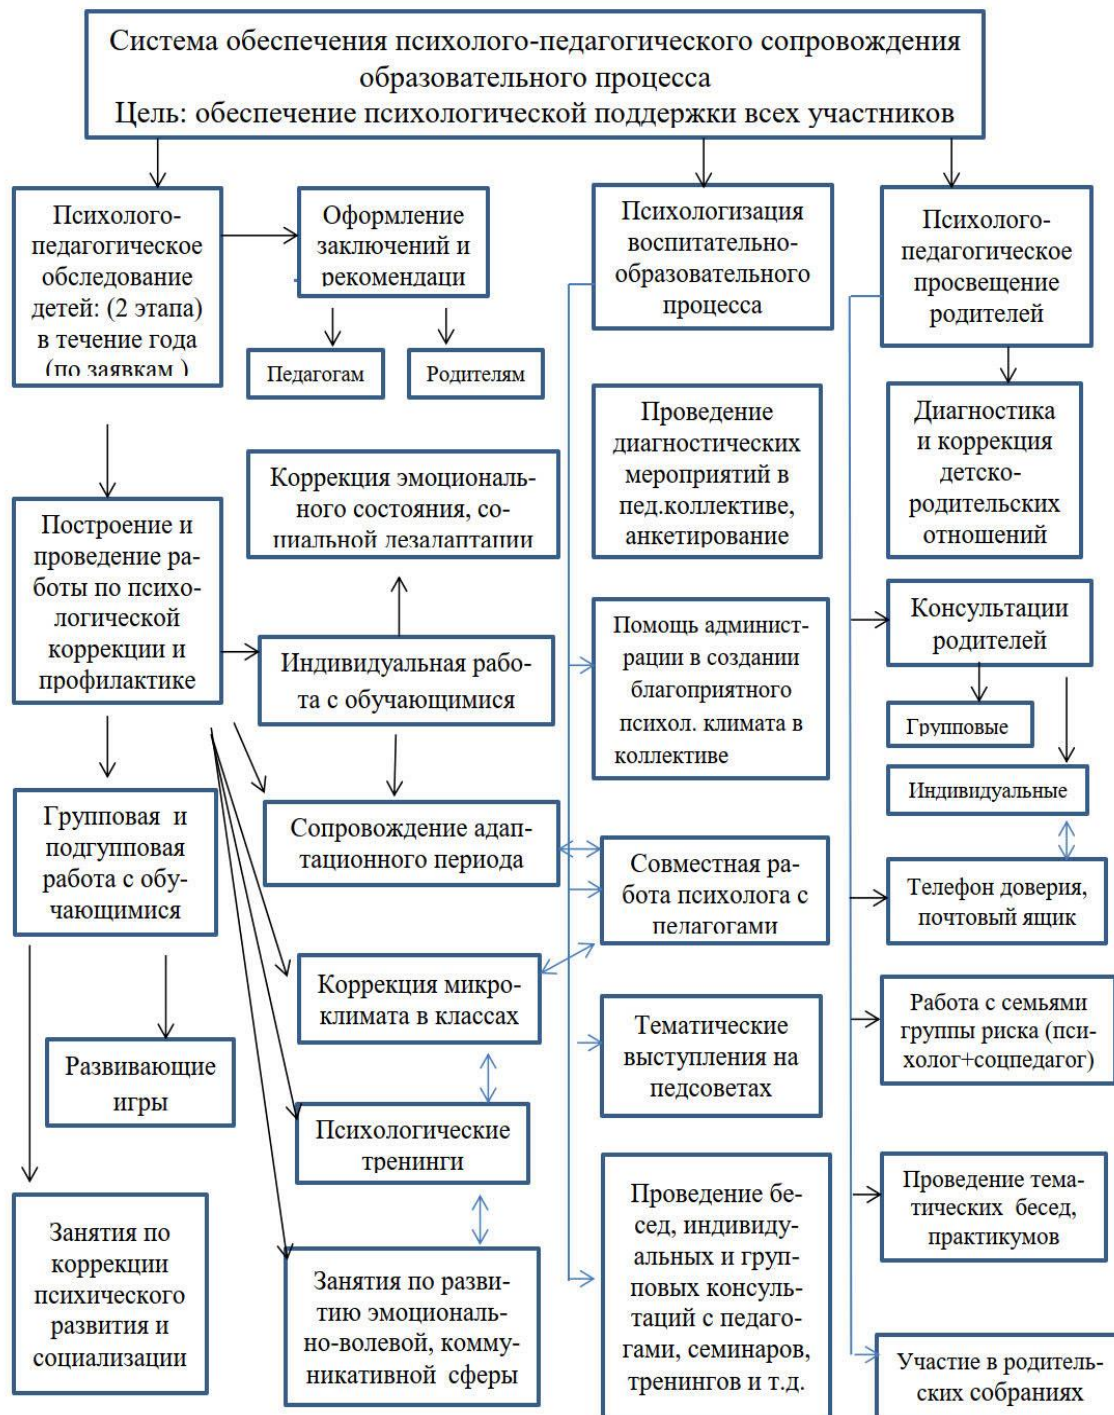 Система обеспечения психолого-педагогического сопровождения
образовательного процесса
Цель: обеспечение психологической поддержки всех участников
Психолого-
педагогическое
обследование
детей: (2 этапа)
в течение года
(по заявкам )
Оформление
заключений и
рекомендаци
Педагогам
Родителям
Психологизация
воспитательно-
образовательного
процесса
Психолого-
педагогическое
просвещение
родителей
Проведение
диагностических
мероприятий в
пед.коллективе,
анкетирование
Диагностика
и коррекция
детско-
родительских
отношений
Коррекция эмоциональ-
ного состояния, со-
циальной дезадаптации
Построение и
проведение ра-
боты по психо-
логической
коррекции и
профилактике
Индивидуальная рабо-
та с обучающимися
Помощь админист-
рации в создании
благоприятного
психол. климата в
коллективе
Консультации
родителей
Групповые
Индивидуальные
Групповая и
подгупповая
работа с обу-
чающимися
Сопровождение адап-
тационного периода
Совместная ра-
бота психолога с
педагогами
Телефон доверия,
почтовый ящик
Коррекция микро-
климата в классах
Тематические
выступления на
педсоветах
Работа с семьями
группы риска (пси-
холог+соцпедагог)
Развивающие
игры
Психологические
тренинги
Проведение бе-
сед, индивиду-
альных и груп-
повых консуль-
таций с педаго-
гами, семинаров,
тренингов и т.д.
Проведение тема-
тических бесед,
практикумов
Занятия по
коррекции
психического
развития и
социализации
Занятия по разви-
тию эмоциональ-
но-волевой, комму-
никативной сферы
Участие в родитель-
ских собраниях